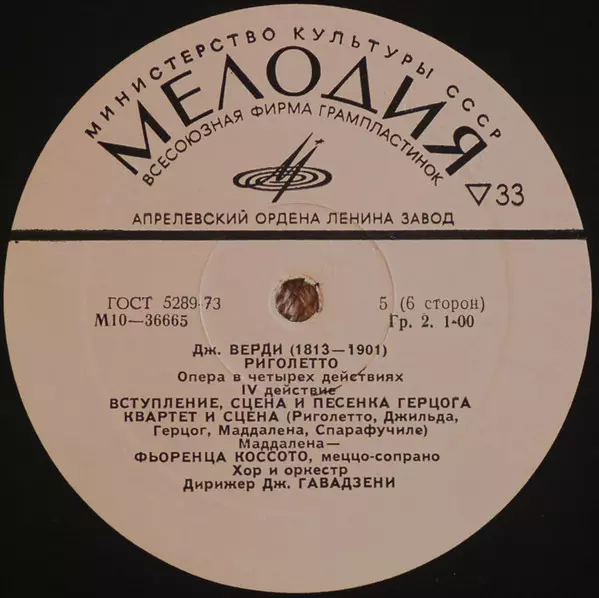 МИНИСТЕРСТВО КУЛЬТУРЫ СССР
МЕЛОДИЯ
ВСЕСОЮЗНАЯ ФИРМА ГРАМПЛАСТИНОК
▽33
АПРЕЛЕВСКИЙ ОРДЕНА ЛЕНИНА ЗАВОД
ГОСТ 5289-73
5 (6 сторон)
М10—36665
Гр. 2. 1-00
Дж. ВЕРДИ (1813—1901)
РИГОЛЕТТО
Опера в четырех действиях
IV действие
ВСТУПЛЕНИЕ, СЦЕНА И ПЕСЕНКА ГЕРЦОГА
КВАРТЕТ И СЦЕНА (Риголетто, Джильда,
Герцог, Маддалена, Спарафучиле)
Маддалена—
ФЬОРЕНЦА КОССОТО, меццо-сопрано
Хор и оркестр
Дирижер Дж. ГАВАДЗЕНИ